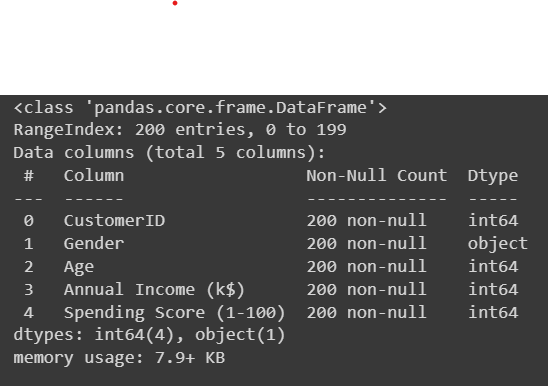 <class 'pandas.core.frame.DataFrame'>
RangeIndex: 200 entries, 0 to 199
Data columns (total 5 columns):
 #   Column                  Non-Null Count  Dtype
---  ------                  --------------  -----
 0   CustomerID              200 non-null    int64
 1   Gender                  200 non-null    object
 2   Age                     200 non-null    int64
 3   Annual Income (k$)      200 non-null    int64
 4   Spending Score (1-100)  200 non-null    int64
dtypes: int64(4), object(1)
memory usage: 7.9+ KB